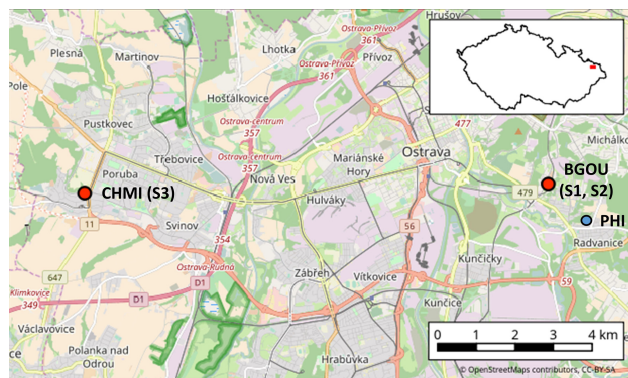 Hrušov
Ostrava-Přívoz
361
Plesná
Martinov
Lhotka
Ostrava-Přívoz
361
Přívoz
Pole
Hošťálkovice
Ostrava-centrum
357
477
Pustkovec
Michálko
Ostrava-centrum
357
Ostrava
Třebovice
Mariánské
Hory
BGOU
(S1, S2)
Poruba
Nová Ves
479
CHMI (S3)
Hulváky
PHI
11
Svinov
56
Radvanice
354
Ostrava-Rudná
Kunčičky
647
Zábřeh
Vítkovice
59
D1
Klimkovice
349
D1
Kunčice
Václavovice
0 1 2 3 4 km
Polanka nad
Odrou
Hrabůvka
© OpenStreetMap contributors, CC-BY-SA